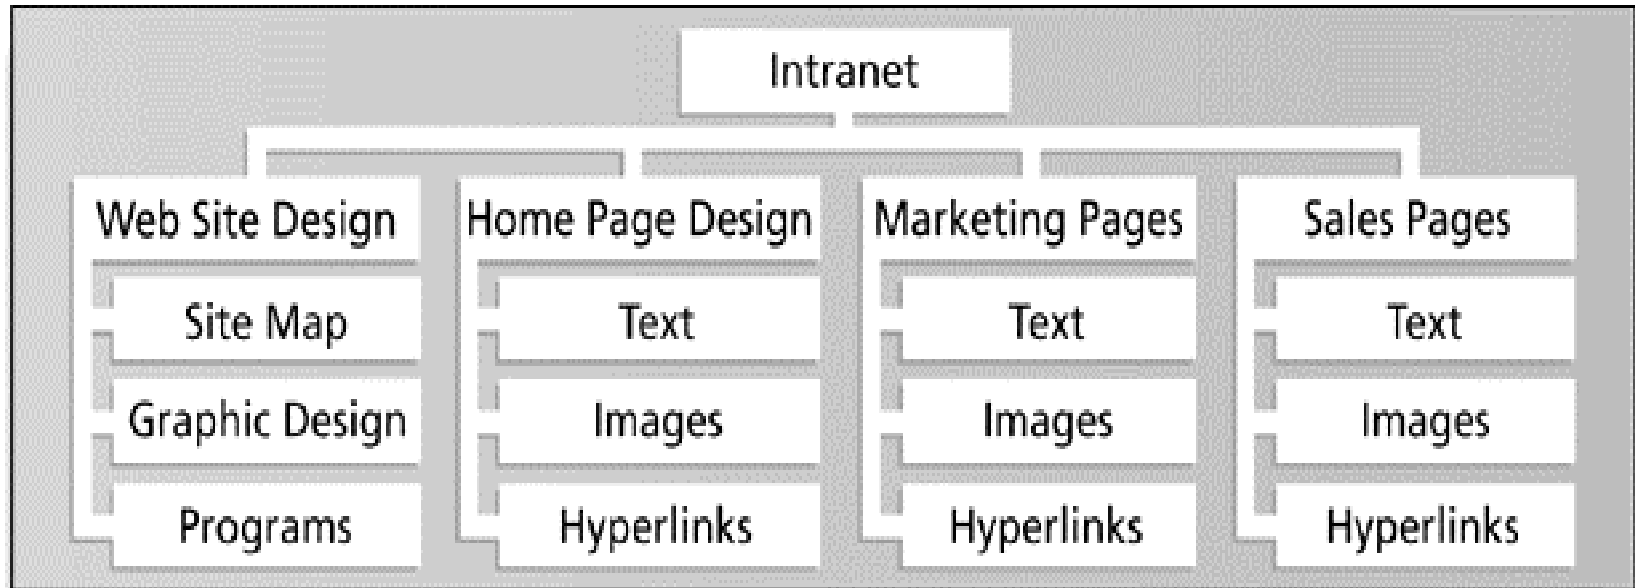 Intranet
Web Site Design
Home Page Design
Marketing Pages
Sales Pages
Site Map
Text
Text
Text
Graphic Design
Images
Images
Images
Programs
Hyperlinks
Hyperlinks
Hyperlinks